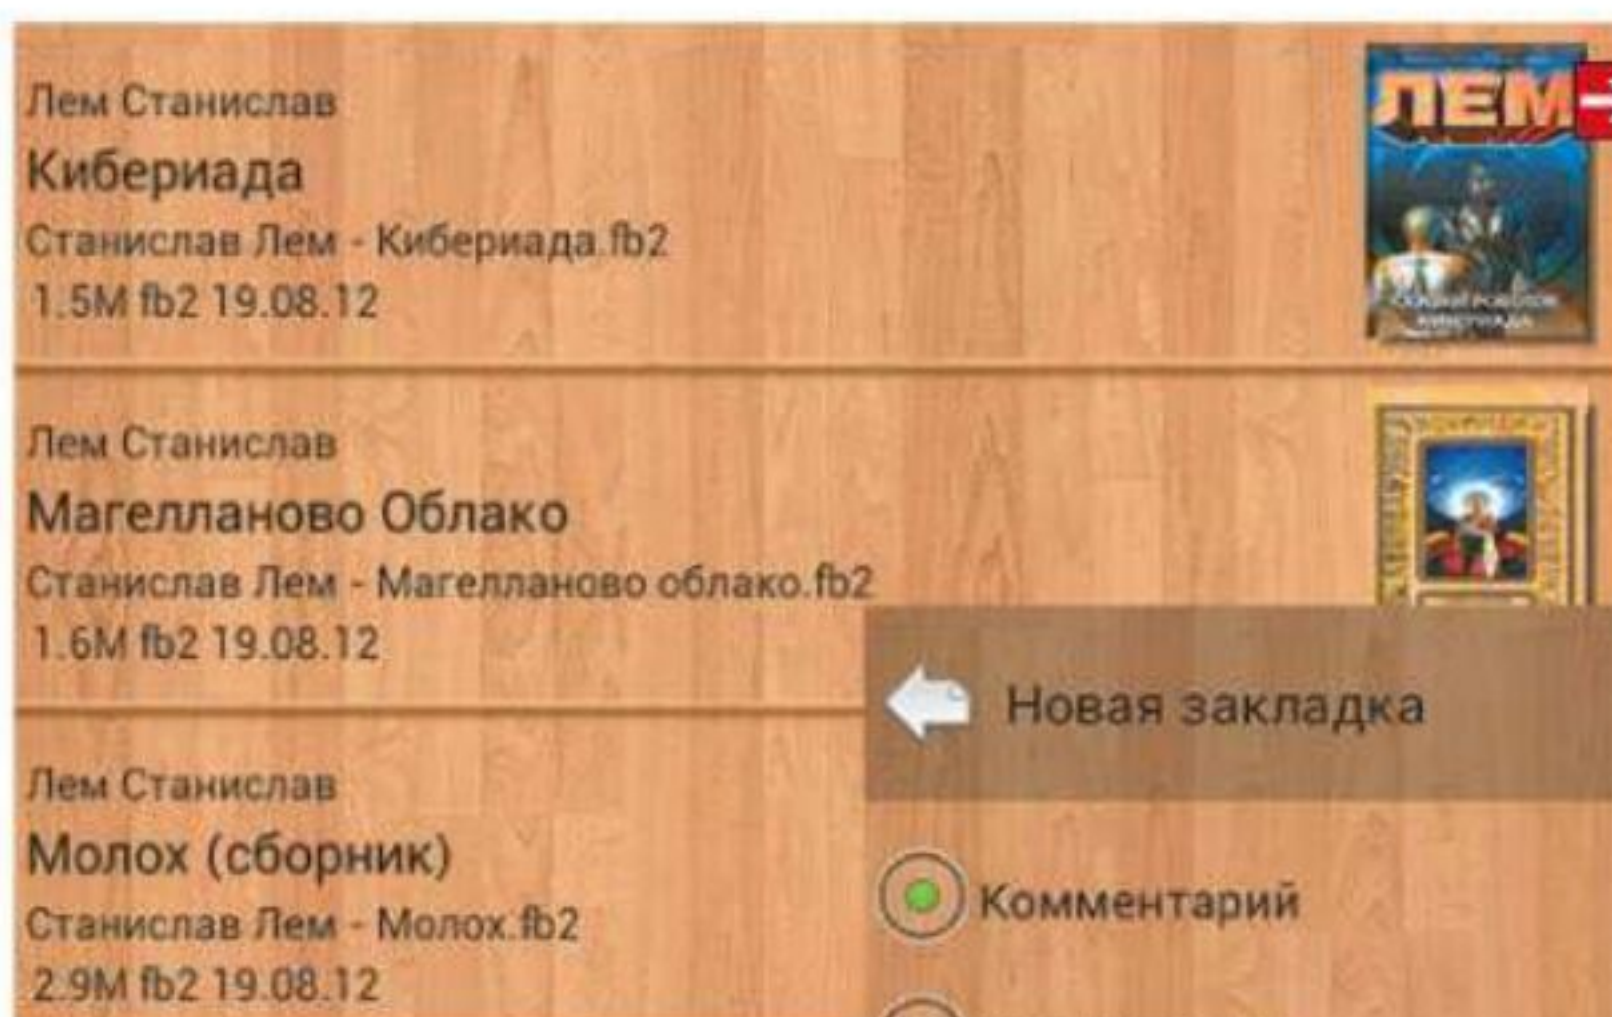 Лем Станислав
Кибериада
Станислав Лем - Кибериада.fb2
1.5M fb2 19.08.12
ЛЕМ
Лем Станислав
Магелланово Облако
Станислав Лем - Магелланово облако.fb2
1.6M fb2 19.08.12
Новая закладка
Лем Станислав
Молох (сборник)
Станислав Лем - Молох.fb2
2.9M fb2 19.08.12
Комментарий